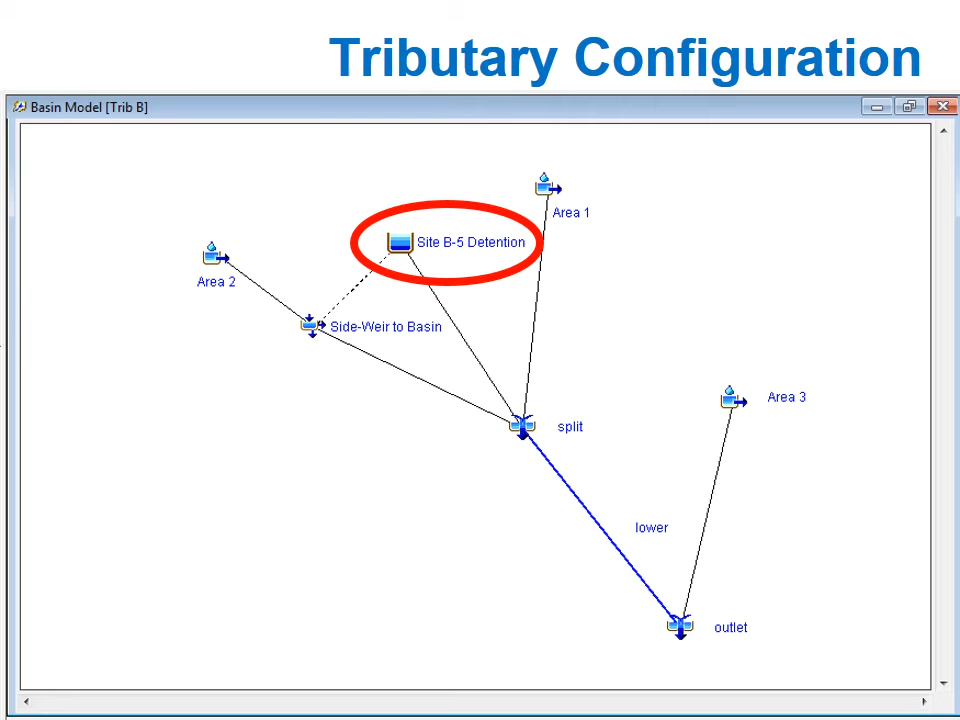 Tributary Configuration
Basin Model [Trib B]
Area 1
Site B-5 Detention
Area 2
Side-Weir to Basin
Area 3
split
lower
outlet